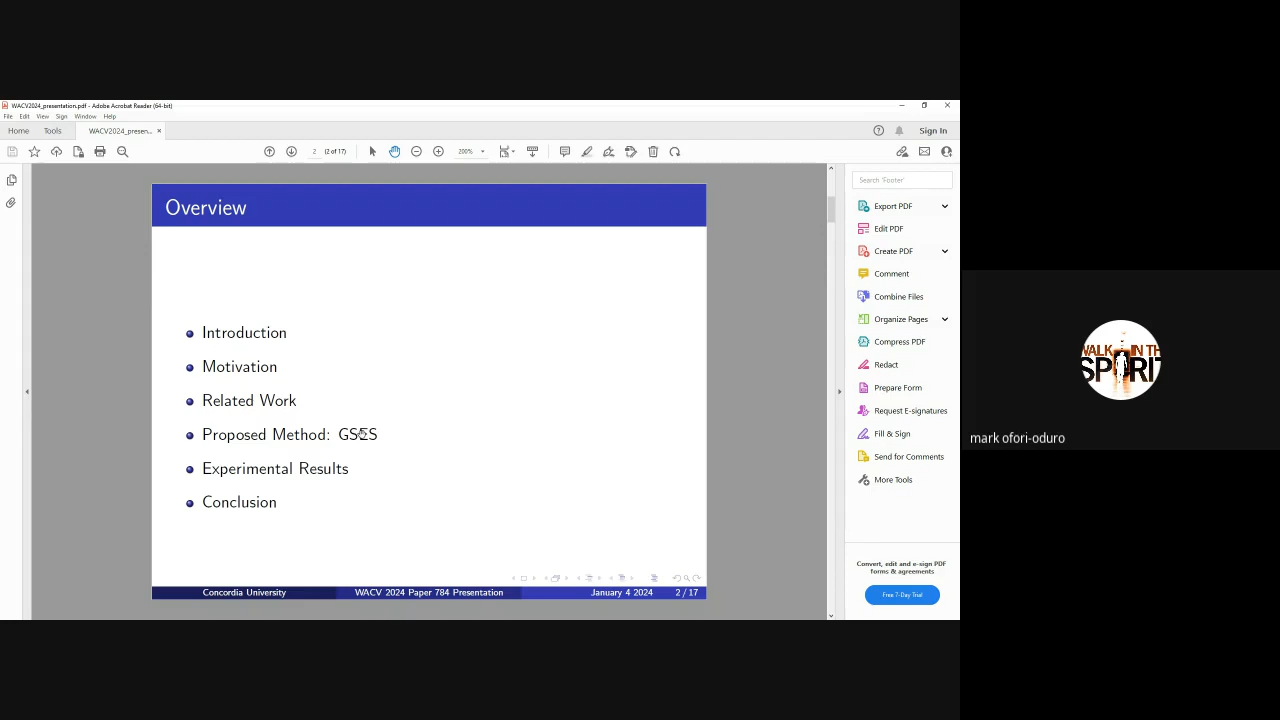 WACV2024_presentation.pdf - Adobe Acrobat Reader (64-bit)
File Edit View Sign Window Help
Home Tools WACV2024_presen... × Sign In
2 (2 of 17) 200%
Overview
Introduction
Motivation
Related Work
Proposed Method: GSES
Experimental Results
Conclusion
Concordia University WACV 2024 Paper 784 Presentation January 4 2024 2 / 17
Search 'Footer'
Export PDF
Edit PDF
Create PDF
Comment
Combine Files
Organize Pages
Compress PDF
Redact
Prepare Form
Request E-signatures
Fill & Sign
Send for Comments
More Tools
Convert, edit and e-sign PDF
forms & agreements
Free 7-Day Trial
WALK IN TH
SPIRIT
mark ofori-oduro